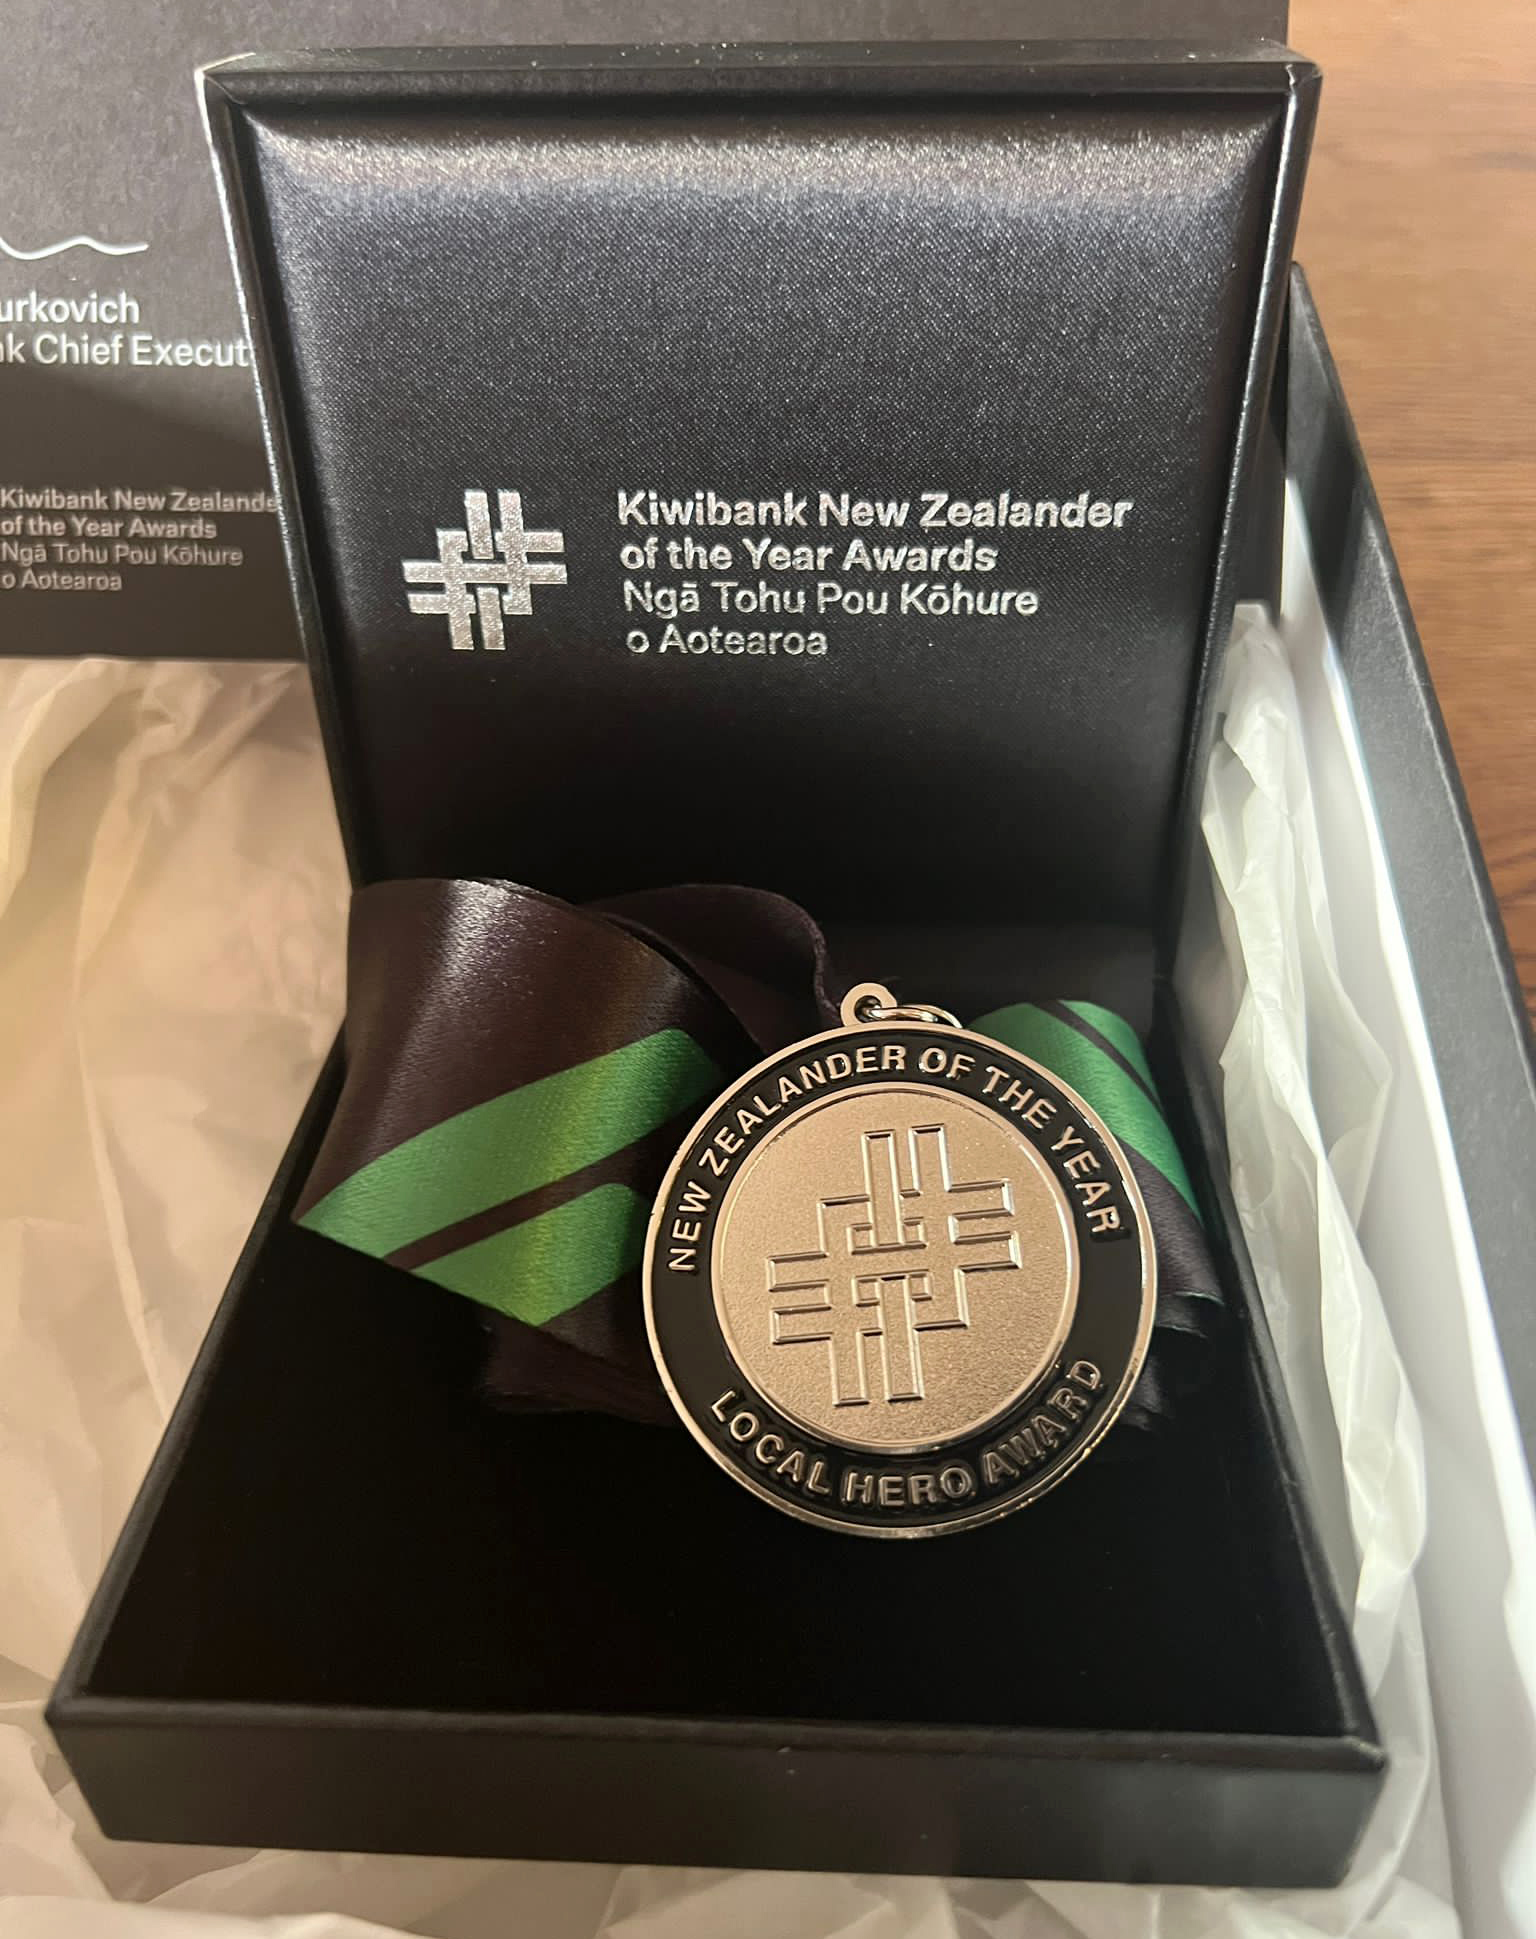 urkovich
nk Chief Execut
Kiwibank New Zealande
of the Year Awards
Ngā Tohu Pou Kōhure
o Aotearoa
Kiwibank New Zealander
of the Year Awards
Ngā Tohu Pou Kōhure
o Aotearoa
NEW ZEALANDER OF THE YEAR
LOCAL HERO AWARD